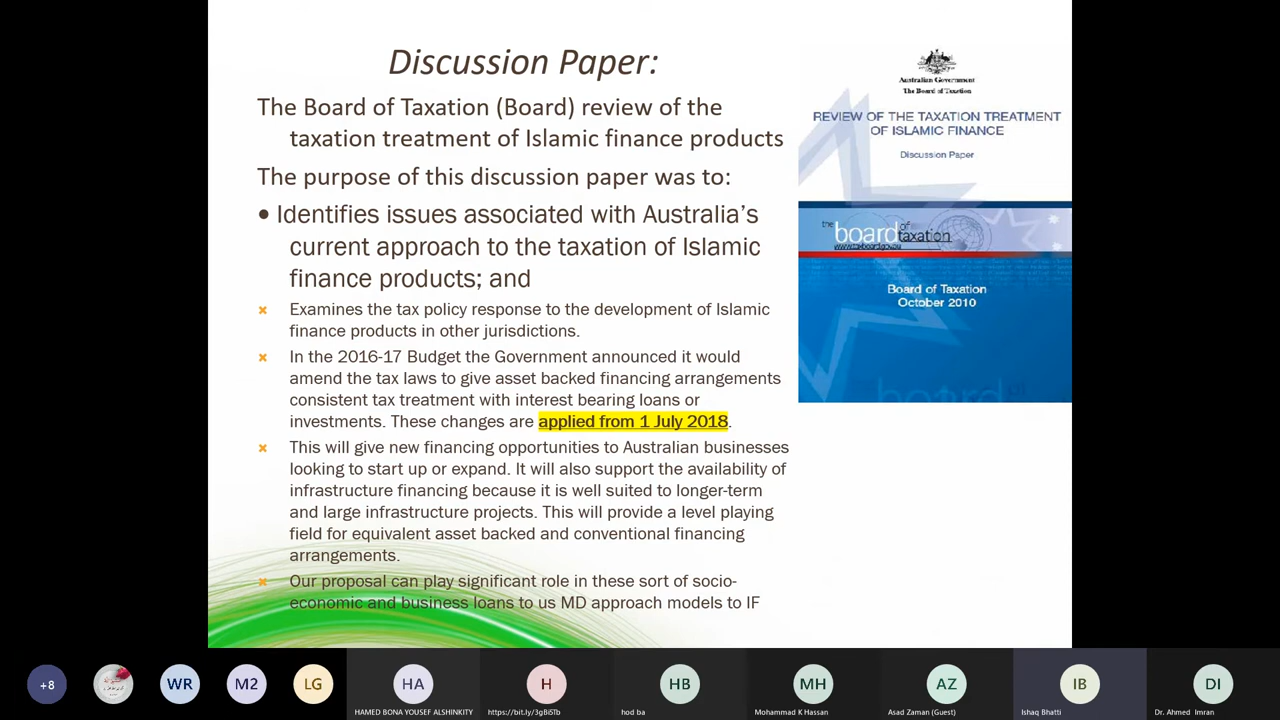 Discussion Paper:
The Board of Taxation (Board) review of the
taxation treatment of Islamic finance products
The purpose of this discussion paper was to:
• Identifies issues associated with Australia's
current approach to the taxation of Islamic
finance products; and
Examines the tax policy response to the development of Islamic
finance products in other jurisdictions.
In the 2016-17 Budget the Government announced it would
amend the tax laws to give asset backed financing arrangements
consistent tax treatment with interest bearing loans or
investments. These changes are applied from 1 July 2018.
This will give new financing opportunities to Australian businesses
looking to start up or expand. It will also support the availability of
infrastructure financing because it is well suited to longer-term
and large infrastructure projects. This will provide a level playing
field for equivalent asset backed and conventional financing
arrangements.
Our proposal can play significant role in these sort of socio-
economic and business loans to us MD approach models to IF
Australian Government
The Board of Taxation
REVIEW OF THE TAXATION TREATMENT
OF ISLAMIC FINANCE
Discussion Paper
the board of taxation
Board of Taxation
October 2010
+8
WR
M2
LG
HA
H
HB
MH
AZ
IB
DI
HAMED BONA YOUSEF ALSHINKITY
https://bit.ly/3gBiSTb
hod ba
Mohammad K Hassan
Asad Zaman (Guest)
Ishaq Bhatti
Dr. Ahmed Imran